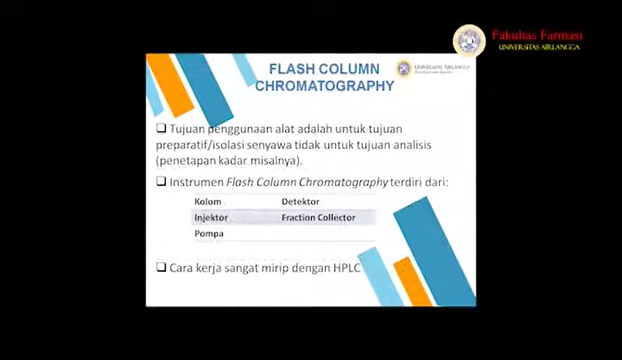 Fakultas Farmasi
UNIVERSITAS AIRLANGGA
FLASH COLUMN
CHROMATOGRAPHY
UNIVERSITAS AIRLANGGA
Tujuan penggunaan alat adalah untuk tujuan
preparatif/isolasi senyawa tidak untuk tujuan analisis
(penetapan kadar misalnya).
Instrumen Flash Column Chromatography terdiri dari:
Kolom Detektor
Injektor Fraction Collector
Pompa
Cara kerja sangat mirip dengan HPLC